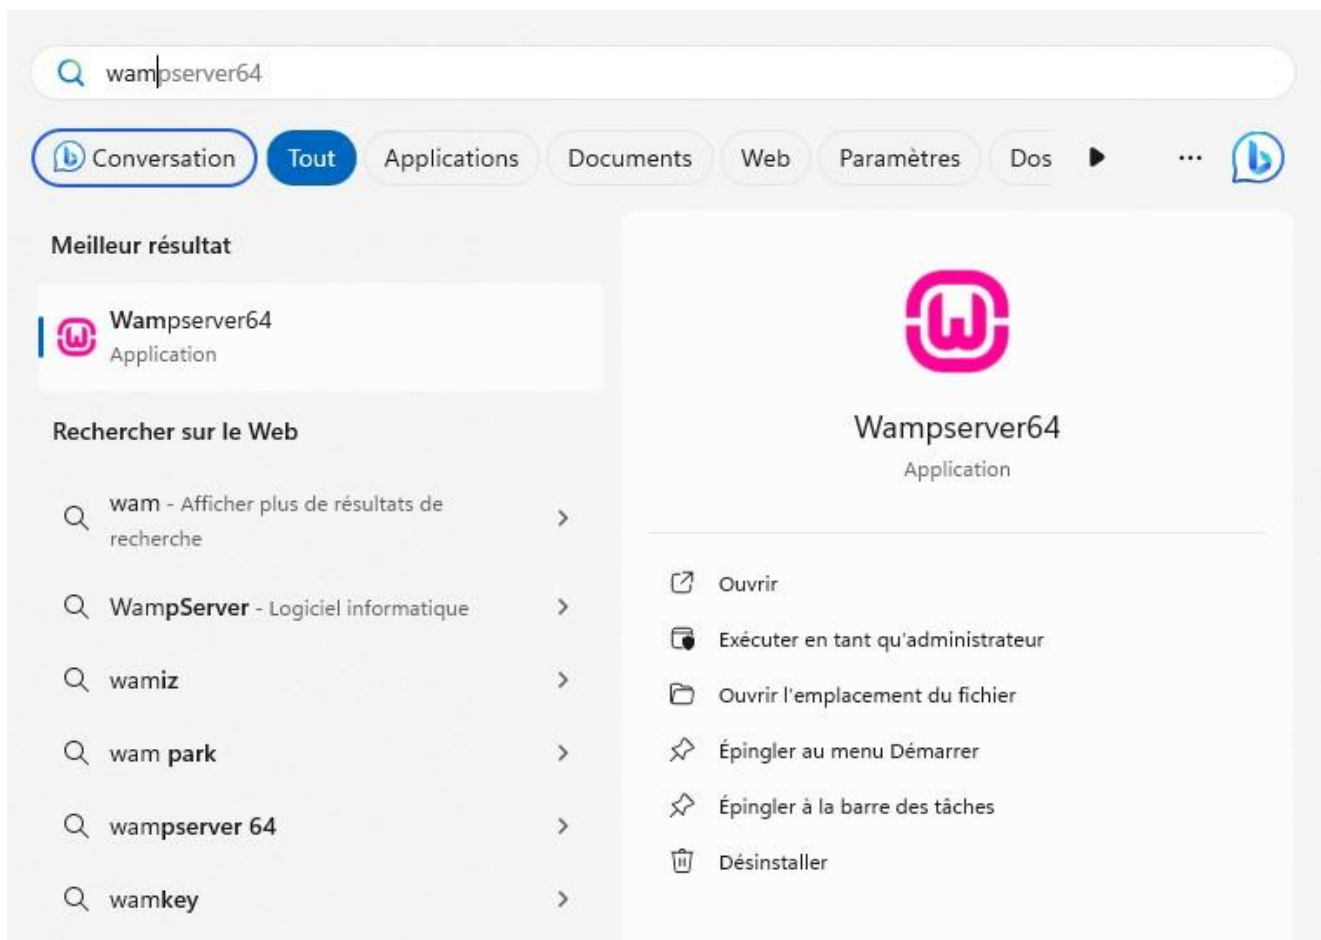 wampserver64
Conversation
Tout
Applications
Documents
Web
Paramètres
Dos
Meilleur résultat
Wampserver64
Application
Rechercher sur le Web
wam - Afficher plus de résultats de
recherche
WampServer - Logiciel informatique
wamiz
wam park
wampserver 64
wamkey
Wampserver64
Application
Ouvrir
Exécuter en tant qu'administrateur
Ouvrir l'emplacement du fichier
Épingler au menu Démarrer
Épingler à la barre des tâches
Désinstaller